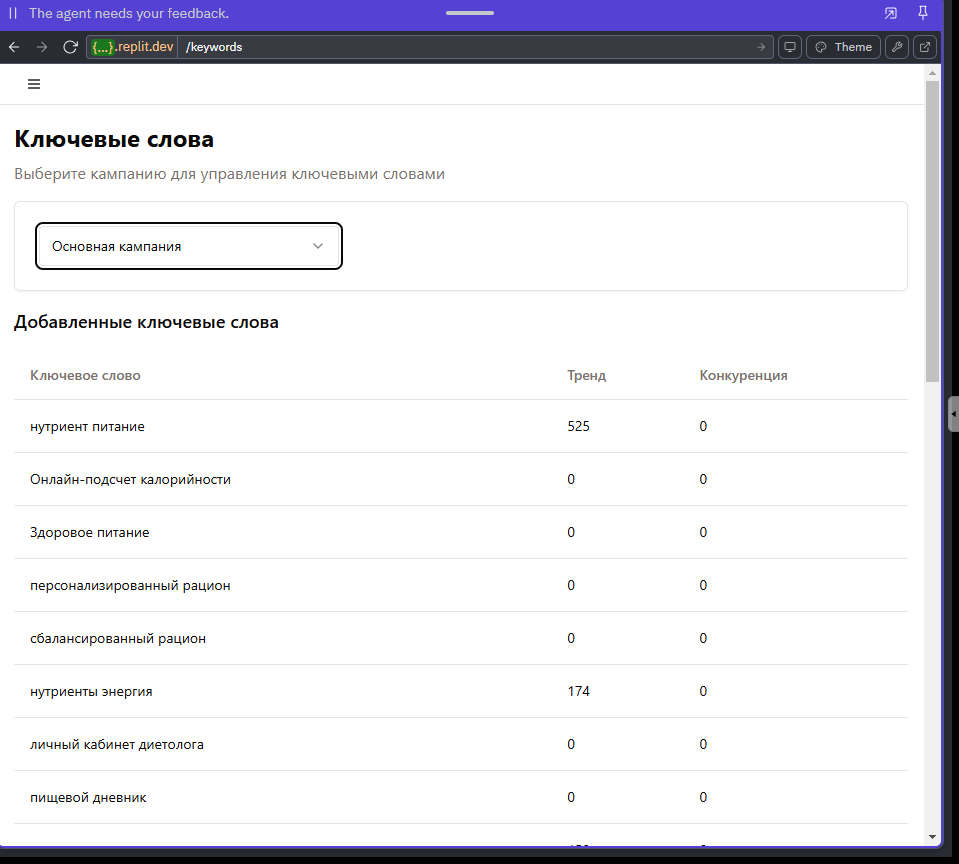 The agent needs your feedback.
{...}.replit.dev /keywords
Theme
Ключевые слова
Выберите кампанию для управления ключевыми словами
Основная кампания
Добавленные ключевые слова
Ключевое слово Тренд Конкуренция
нутриент питание 525 0
Онлайн-подсчет калорийности 0 0
Здоровое питание 0 0
персонализированный рацион 0 0
сбалансированный рацион 0 0
нутриенты энергия 174 0
личный кабинет диетолога 0 0
пищевой дневник 0 0